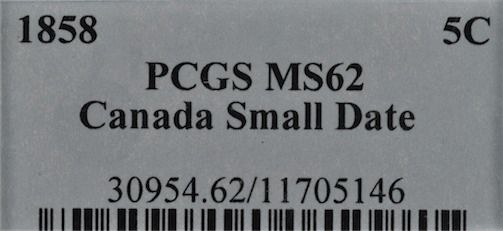 1858 5C
PCGS MS62
Canada Small Date
30954.62/11705146